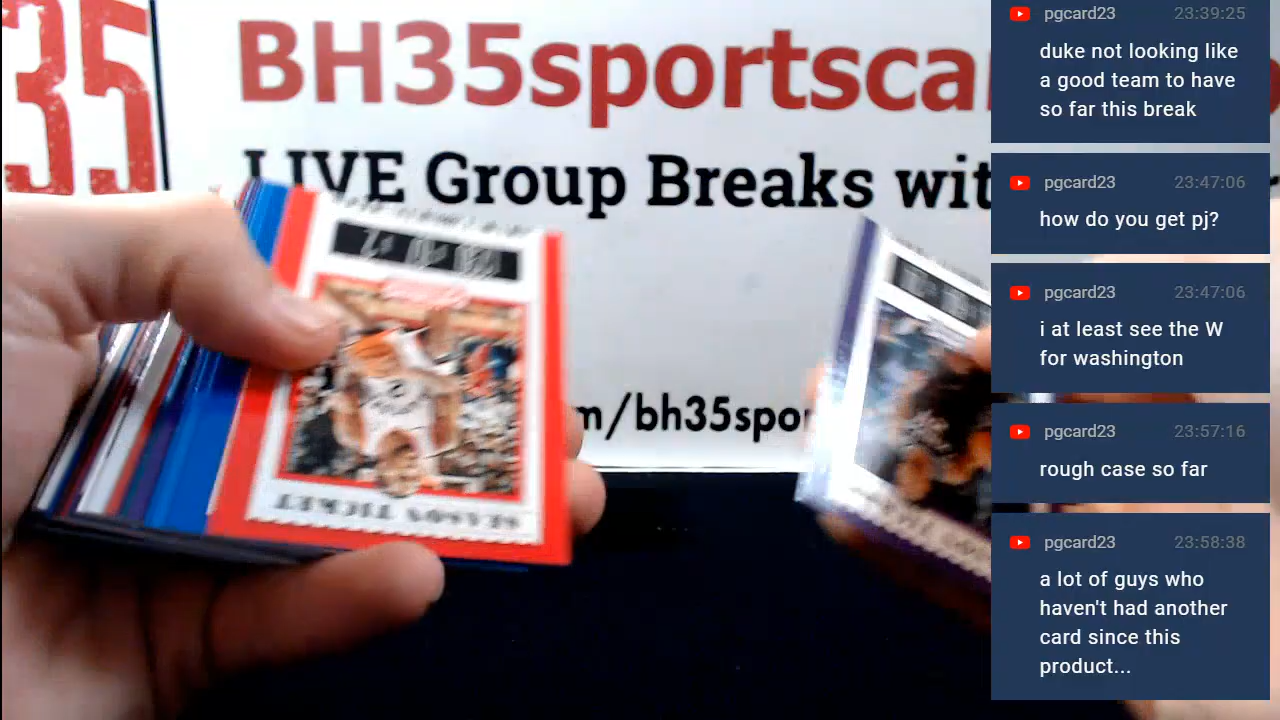 35
BH35sportsca
LIVE Group Breaks wit
m/bh35spor
SEASON TICKET
pgcard23 23:39:25
duke not looking like
a good team to have
so far this break
pgcard23 23:47:06
how do you get pj?
pgcard23 23:47:06
i at least see the W
for washington
pgcard23 23:57:16
rough case so far
pgcard23 23:58:38
a lot of guys who
haven't had another
card since this
product...